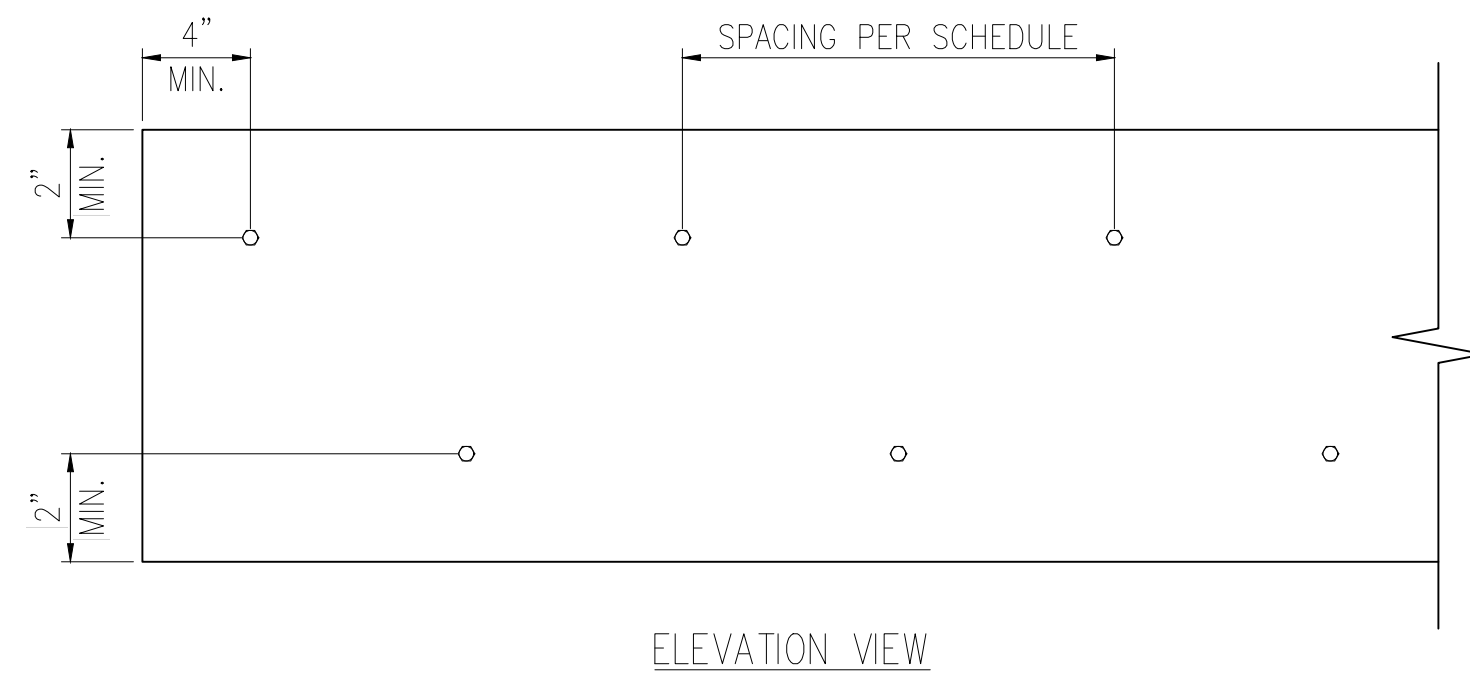 4”
MIN.
SPACING PER SCHEDULE
2”
MIN.
2”
MIN.
ELEVATION VIEW